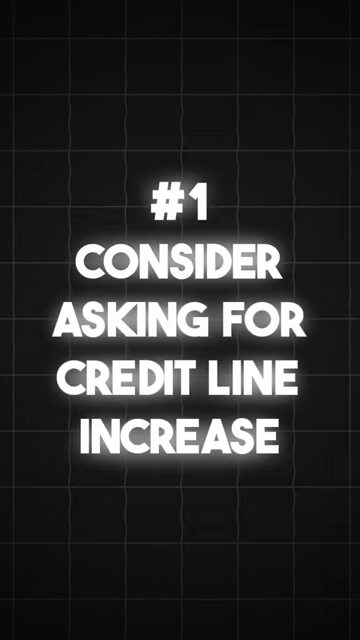 #1
CONSIDER
ASKING FOR
CREDIT LINE
INCREASE